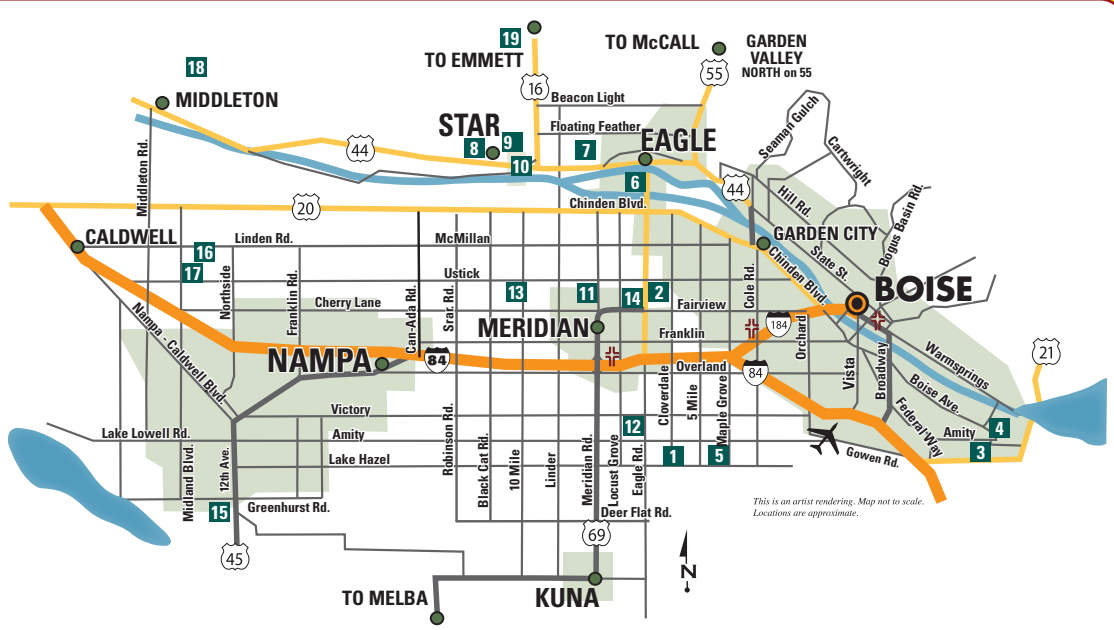 19
TO EMMETT
TO McCALL
GARDEN
VALLEY
NORTH on 55
18
55
16
MIDDLETON
Beacon Light
Seaman Gulch
STAR
Floating Feather
EAGLE
Cartwright
8
9
7
44
10
Middleton Rd.
6
44
Hill Rd.
Bogus Basin Rd.
20
Chinden Blvd.
CALDWELL
Linden Rd.
McMillan
GARDEN CITY
State St.
16
17
Northside
Ustick
Chinden Blvd.
Franklin Rd.
Cherry Lane
Can-Ada Rd.
Srar. Rd.
13
11
14
2
Fairview
Cole Rd.
BOISE
MERIDIAN
Franklin
184
Orchard
Nampa - Caldwell Blvd.
NAMPA
84
Overland
84
Vista
Broadway
Warmsprings
21
Cloverdale
5 Mile
Maple Grove
Boise Ave.
Federal Way
Victory
Lake Lowell Rd.
Amity
Robinson Rd.
12
Amity
4
Lake Hazel
1
5
Gowen Rd.
3
Midland Blvd.
12th Ave.
Black Cat Rd.
10 Mile
Linder
Meridian Rd.
Locust Grove
Eagle Rd.
15
Greenhurst Rd.
Deer Flat Rd.
This is an artist rendering. Map not to scale.
Locations are approximate.
45
69
N
TO MELBA
KUNA